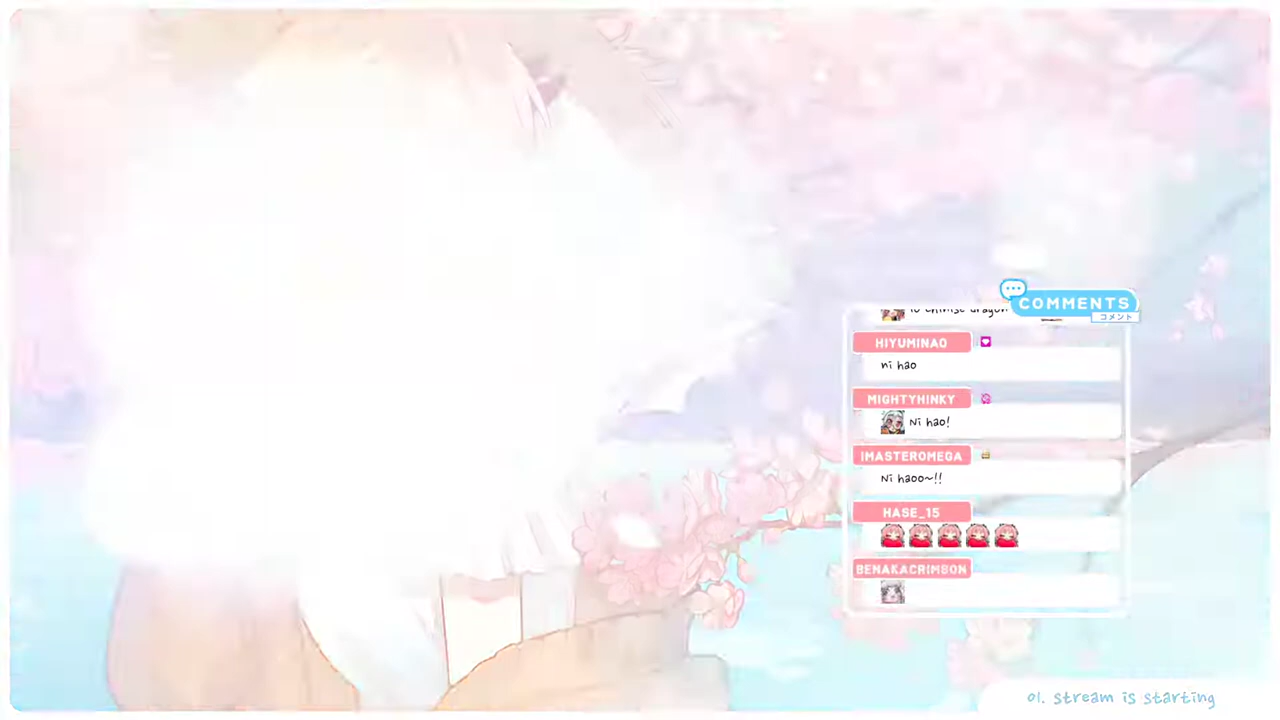 COMMENTS
コメント
HIYUMINAO
ni hao
MIGHTYHINKY
Ni hao!
IMASTEROMEGA
Ni haoo~!!
HASE_15
BENAKACRIMSON
01. stream is starting